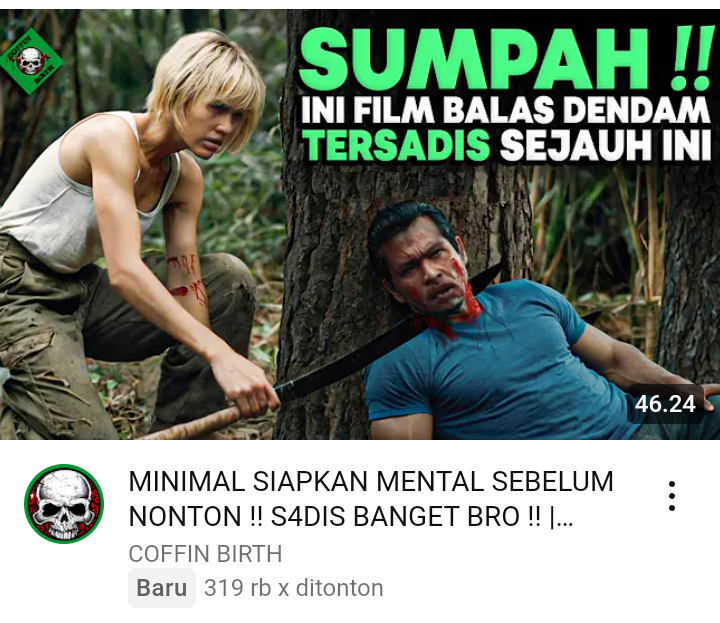 SUMPAH !!
INI FILM BALAS DENDAM
TERSADIS SEJAUH INI
46.24
MINIMAL SIAPKAN MENTAL SEBELUM
NONTON !! S4DIS BANGET BRO !! |...
COFFIN BIRTH
Baru 319 rb x ditonton